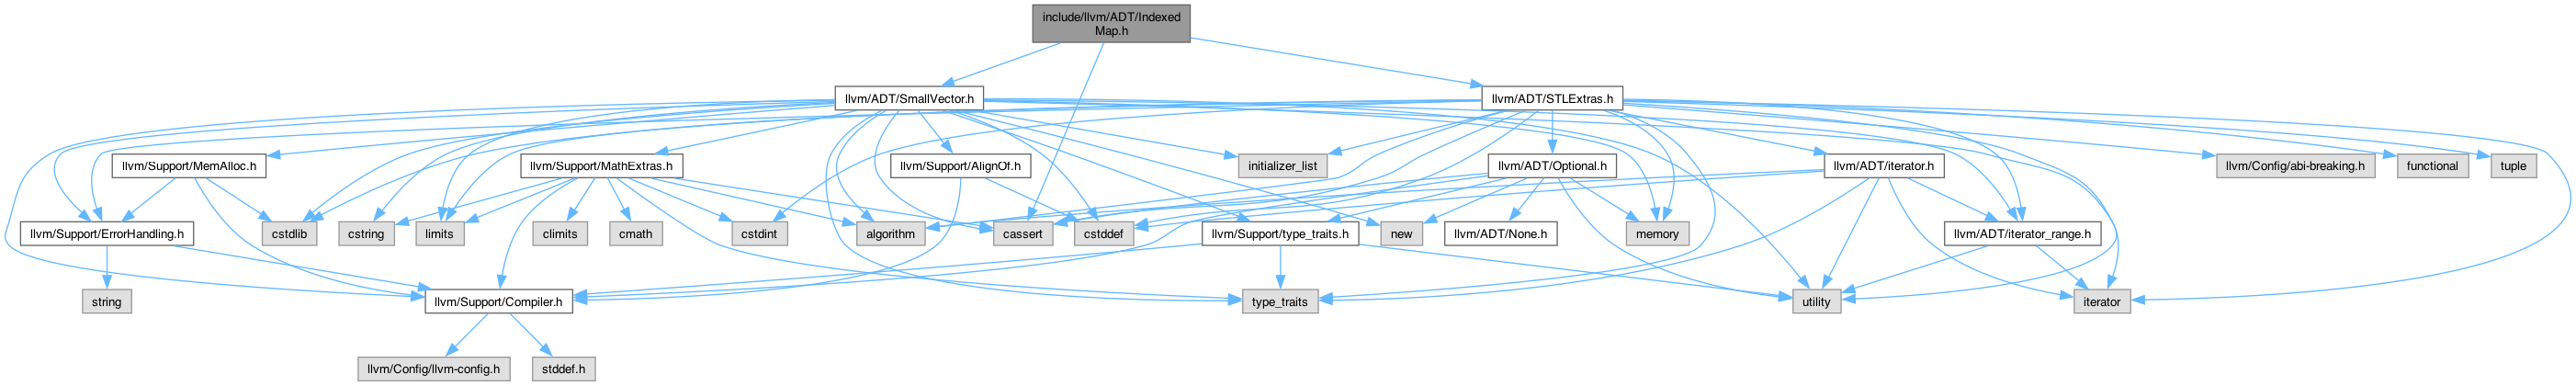 include/llvm/ADT/Indexed
Map.h
llvm/ADT/SmallVector.h
llvm/ADT/STLExtras.h
llvm/Support/MemAlloc.h
llvm/Support/MathExtras.h
llvm/Support/AlignOf.h
initializer_list
llvm/ADT/Optional.h
llvm/ADT/iterator.h
llvm/Config/abi-breaking.h
functional
tuple
llvm/Support/ErrorHandling.h
cstdlib
cstring
limits
climits
cmath
cstdint
algorithm
cassert
cstddef
llvm/Support/type_traits.h
new
llvm/ADT/None.h
memory
llvm/ADT/iterator_range.h
string
llvm/Support/Compiler.h
type_traits
utility
iterator
llvm/Config/llvm-config.h
stddef.h